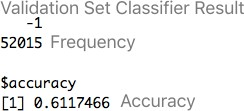 Validation Set Classifier Result
-1
52015 Frequency
$accuracy
[1] 0.6117466 Accuracy